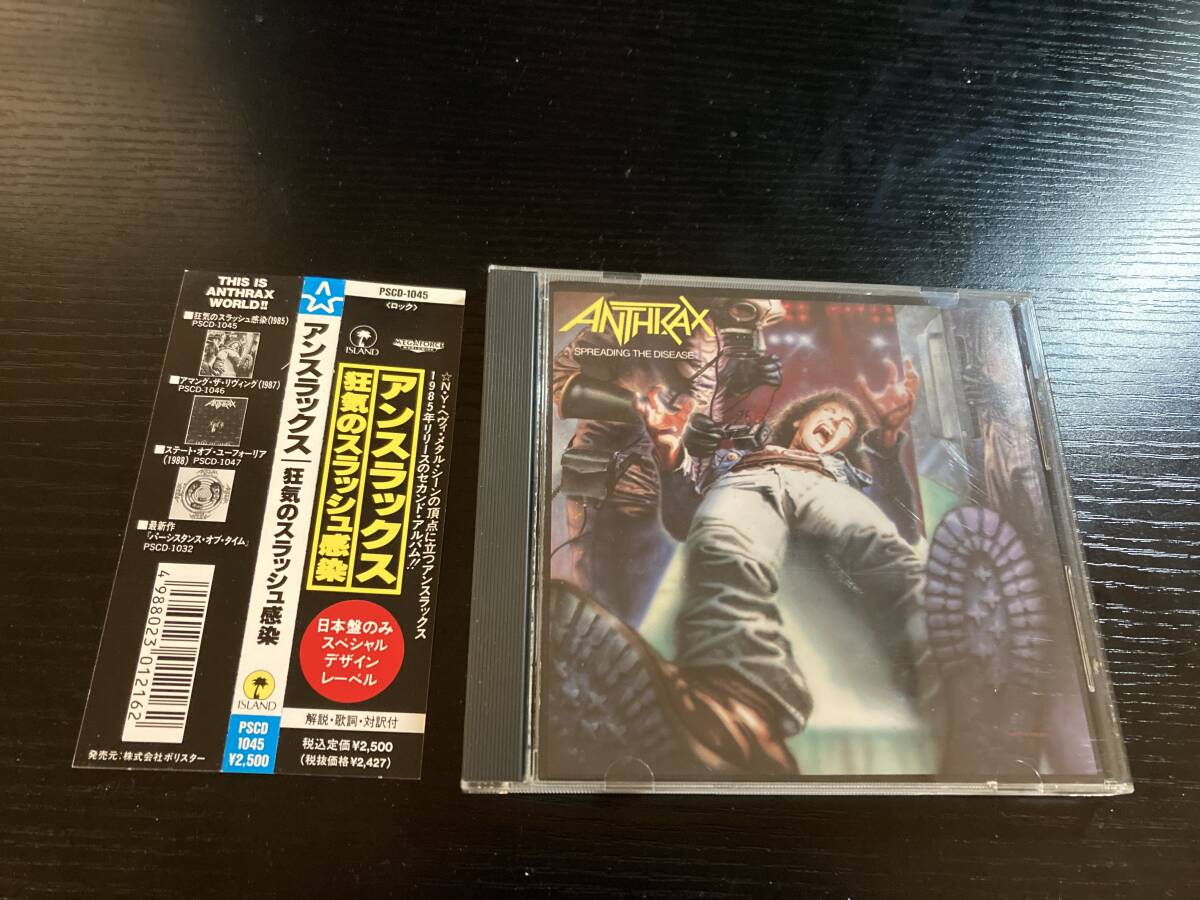 THIS IS
ANTHRAX
WORLD!!
■狂気のスラッシュ感染(1985)
PSCD-1045
■アマング・ザ・リヴィング(1987)
PSCD-1046
■ステート・オブ・ユーフォーリア
(1988) PSCD-1047
■最新作
『パーシスタンス・オブ・タイム』
PSCD-1032
4988023012162
発売元:株式会社ポリスター
アンスラックス
狂気のスラッシュ感染
ISLAND
PSCD
1045
¥2,500
PSCD-1045
〈ロック〉
ISLAND
MEGAFORCE
☆N・Y・ヘヴィ・メタル・シーンの頂点に立つアンスラックス
1985年リリースのセカンド・アルバム!!
アンスラックス
狂気のスラッシュ感染
日本盤のみ
スペシャル
デザイン
レーベル
解説・歌詞・対訳付
税込定価¥2,500
(税抜価格¥2,427)
ANTHRAX
SPREADING THE DISEASE